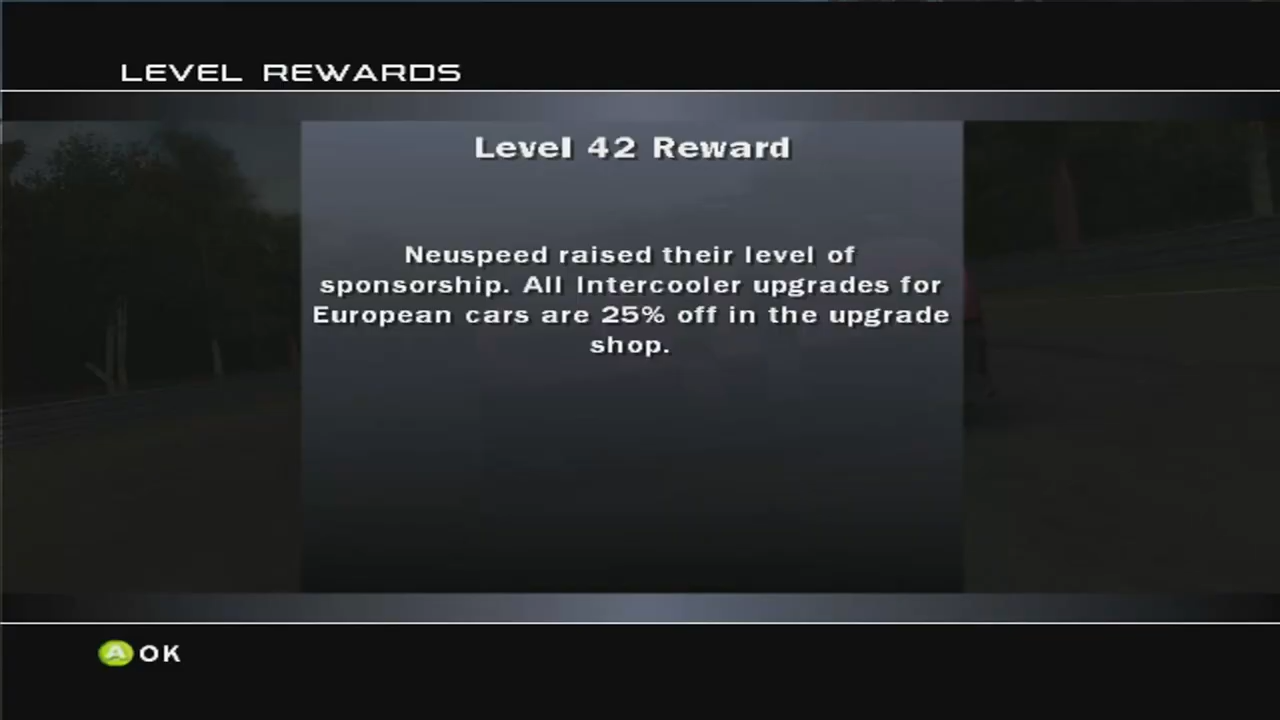 LEVEL REWARDS
Level 42 Reward
Neuspeed raised their level of
sponsorship. All Intercooler upgrades for
European cars are 25% off in the upgrade
shop.
A OK